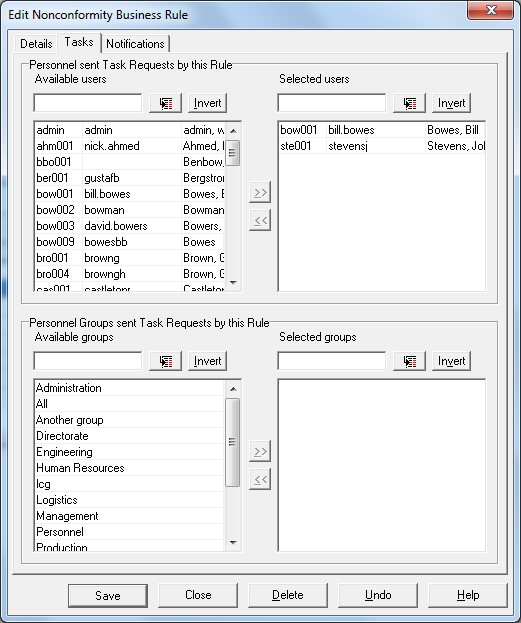 Edit Nonconformity Business Rule
Details Tasks Notifications
Personnel sent Task Requests by this Rule
Available users Selected users
Invert Invert
admin admin admin, w
ahm001 nick.ahmed Ahmed, I
bbo001 Benbow,
ber001 gustafb Bergstror
bow001 bill.bowes Bowes, E
bow002 bowman Bowman
bow003 david.bowers Bowers,
bow009 bowesbb Bowes
bro001 browng Brown, G
bro004 browngh Brown, G
cas001 castletonr Castleton
bow001 bill.bowes Bowes, Bill
ste001 stevensj Stevens, Jol
>> 
<<
Personnel Groups sent Task Requests by this Rule
Available groups Selected groups
Invert Invert
Administration
All
Another group
Directorate
Engineering
Human Resources
Icg
Logistics
Management
Personnel
Production
>>
<<
Save Close Delete Undo Help